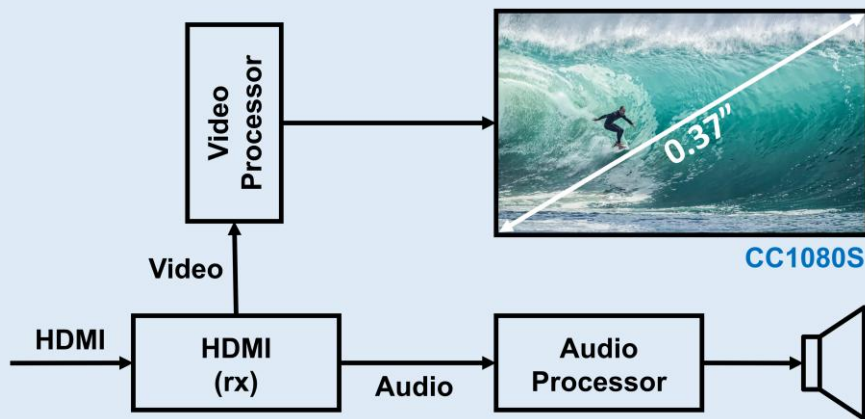 Video
Processor
0.37”
CC1080S
Video
HDMI
HDMI
(rx)
Audio
Audio
Processor